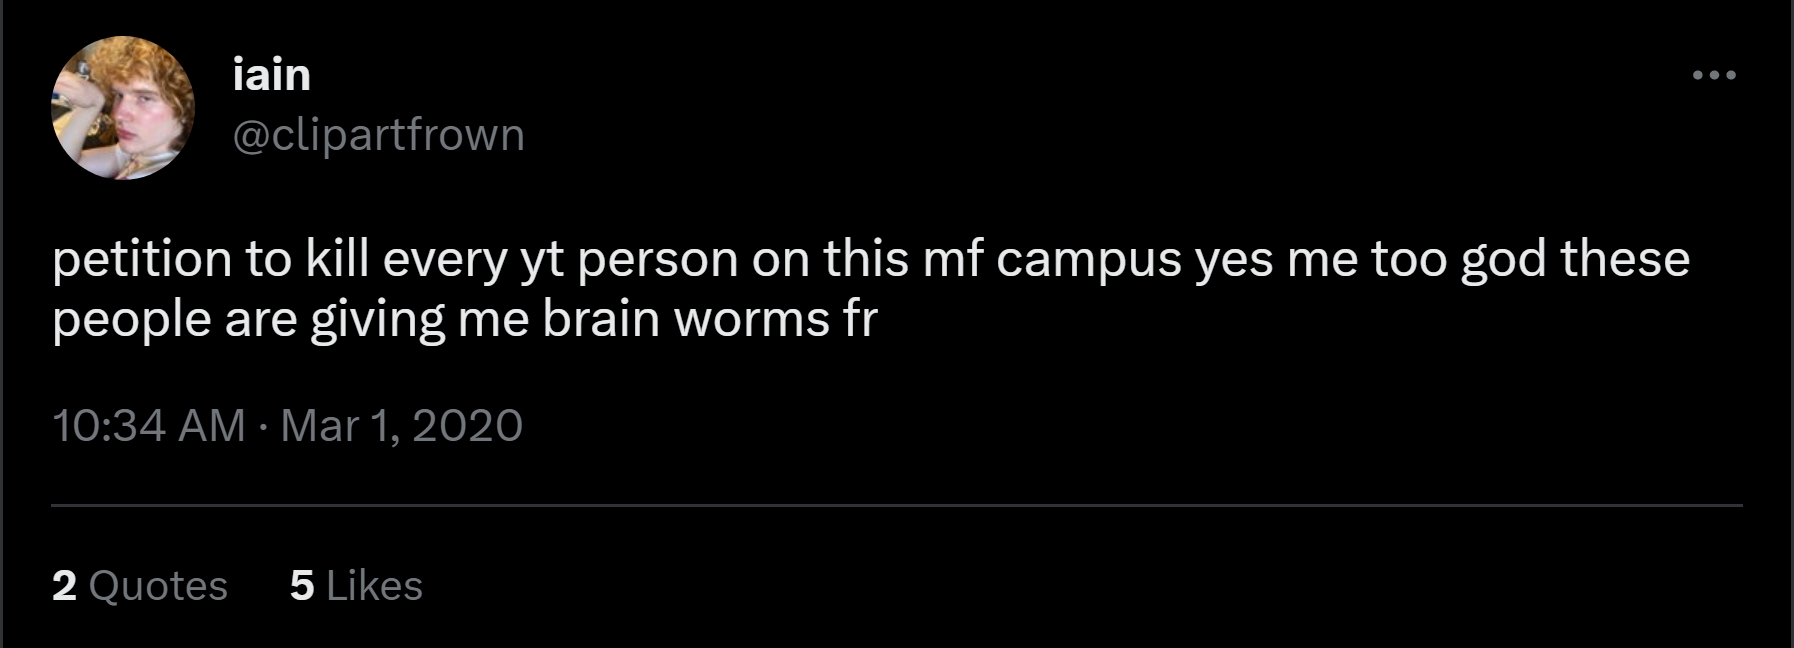 iain
@clipartfrown
petition to kill every yt person on this mf campus yes me too god these
people are giving me brain worms fr
10:34 AM · Mar 1, 2020
2 Quotes 5 Likes